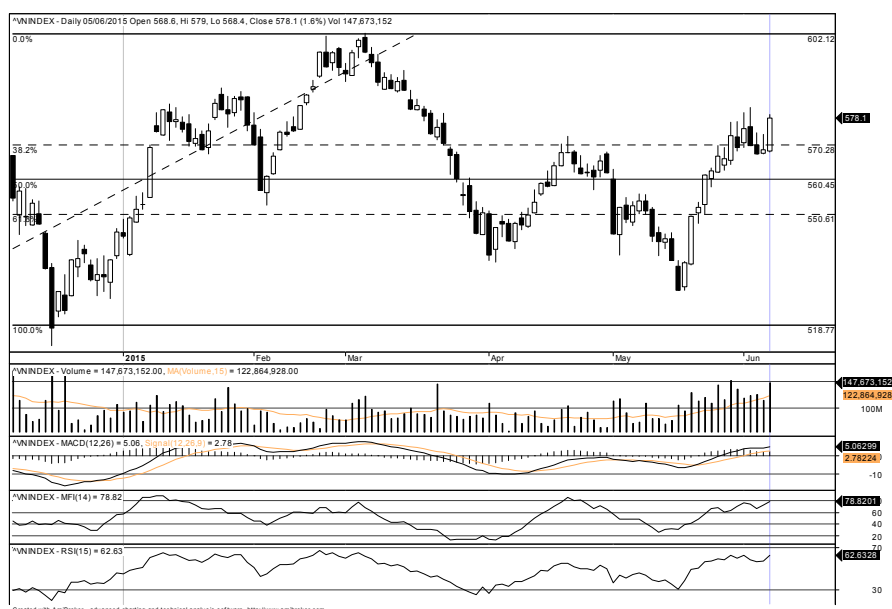 ^VNINDEX - Daily 05/06/2015 Open 568.6, Hi 579, Lo 568.4, Close 578.1 (1.6%) Vol 147,673,152
0.0% 602.12
578.1
38.2% 570.28
50.0% 560.45
61.8% 550.61
100.0% 518.77
2015 Feb Mar Apr May Jun
^VNINDEX - Volume = 147,673,152.00, MA(Volume,15) = 122,864,928.00
147,673,152
122,864,928
100M
^VNINDEX - MACD(12,26) = 5.06, Signal(12,26,9) = 2.78
5.06299
2.78224
-10
^VNINDEX - MFI(14) = 78.82
78.8201
60
40
20
^VNINDEX - RSI(15) = 62.63
70
62.6328
30